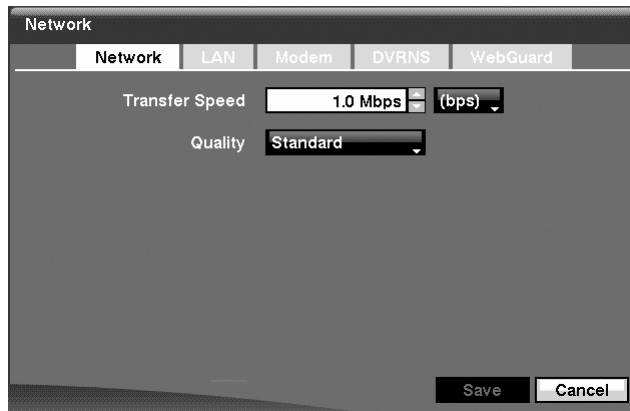 Network
Network LAN Modem DVRNS WebGuard
Transfer Speed 1.0 Mbps (bps)
Quality Standard
Save Cancel